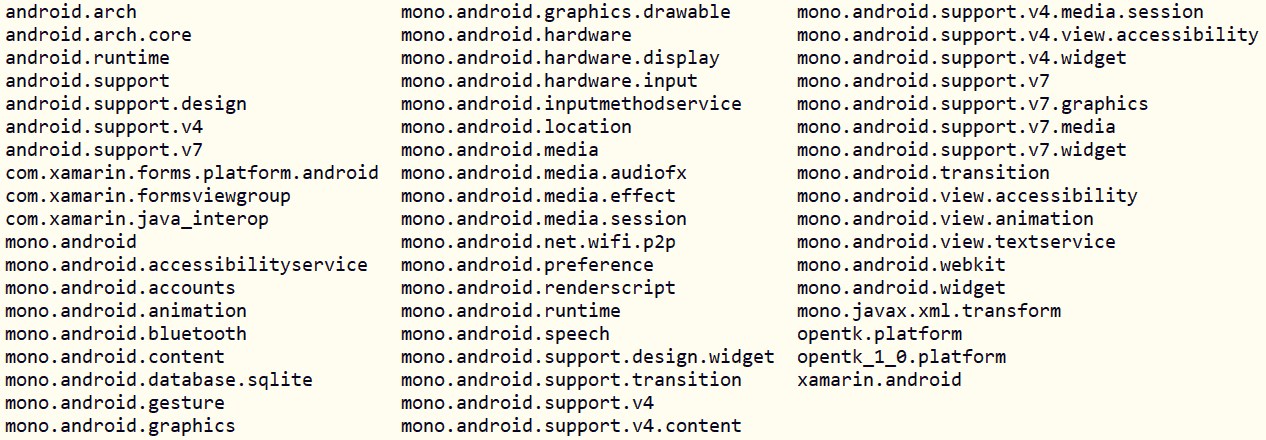 android.arch
android.arch.core
android.runtime
android.support
android.support.design
android.support.v4
android.support.v7
com.xamarin.forms.platform.android
com.xamarin.formsviewgroup
com.xamarin.java_interop
mono.android
mono.android.accessibilityservice
mono.android.accounts
mono.android.animation
mono.android.bluetooth
mono.android.content
mono.android.database.sqlite
mono.android.gesture
mono.android.graphics
mono.android.graphics.drawable
mono.android.hardware
mono.android.hardware.display
mono.android.hardware.input
mono.android.inputmethodservice
mono.android.location
mono.android.media
mono.android.media.audiofx
mono.android.media.effect
mono.android.media.session
mono.android.net.wifi.p2p
mono.android.preference
mono.android.renderscript
mono.android.runtime
mono.android.speech
mono.android.support.design.widget
mono.android.support.transition
mono.android.support.v4
mono.android.support.v4.content
mono.android.support.v4.media.session
mono.android.support.v4.view.accessibility
mono.android.support.v4.widget
mono.android.support.v7
mono.android.support.v7.graphics
mono.android.support.v7.media
mono.android.support.v7.widget
mono.android.transition
mono.android.view.accessibility
mono.android.view.animation
mono.android.view.textservice
mono.android.webkit
mono.android.widget
mono.javax.xml.transform
opentk.platform
opentk_1_0.platform
xamarin.android